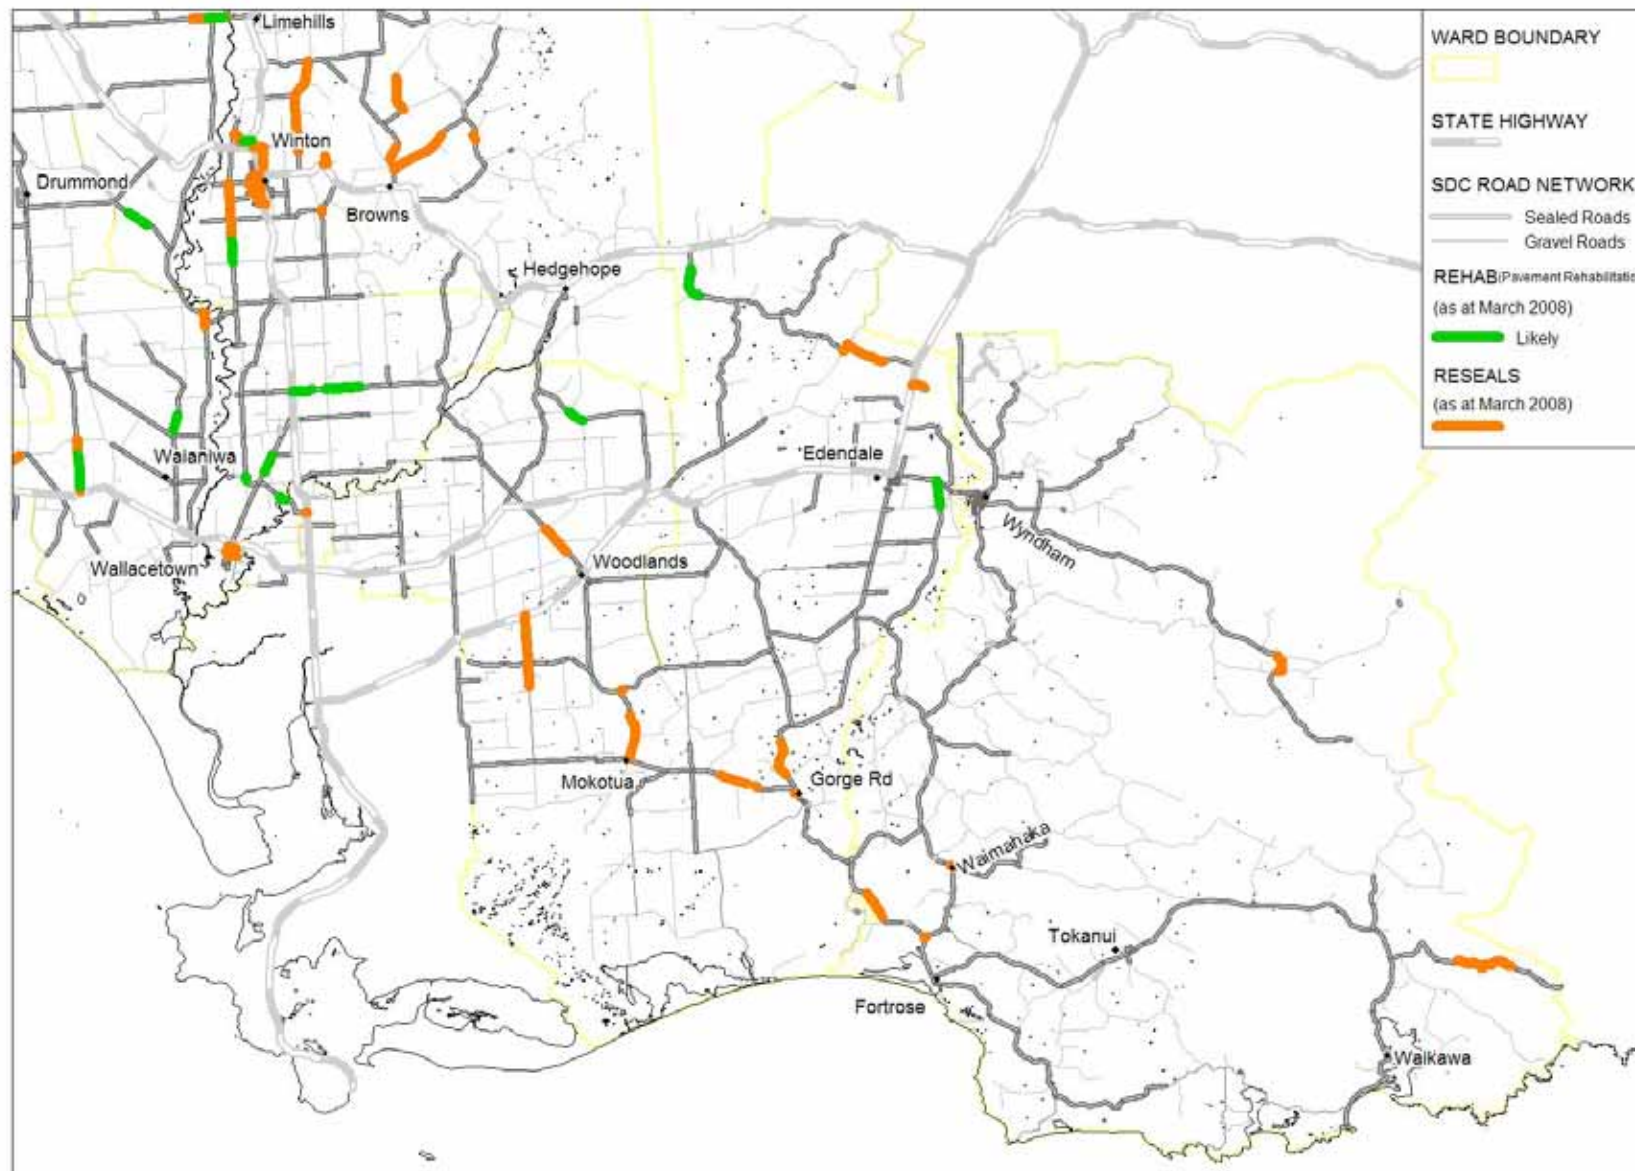 Limehills
WARD BOUNDARY
STATE HIGHWAY
Winton
Drummond
SDC ROAD NETWORK
Browns
Sealed Roads
Gravel Roads
Hedgehope
REHAB(Pavement Rehabilitatio
(as at March 2008)
Likely
RESEALS
(as at March 2008)
Waianiwa
Edendale
Wyndham
Wallacetown
Woodlands
Mokotua
Gorge Rd
Waimahaka
Tokanui
Fortrose
Waikawa